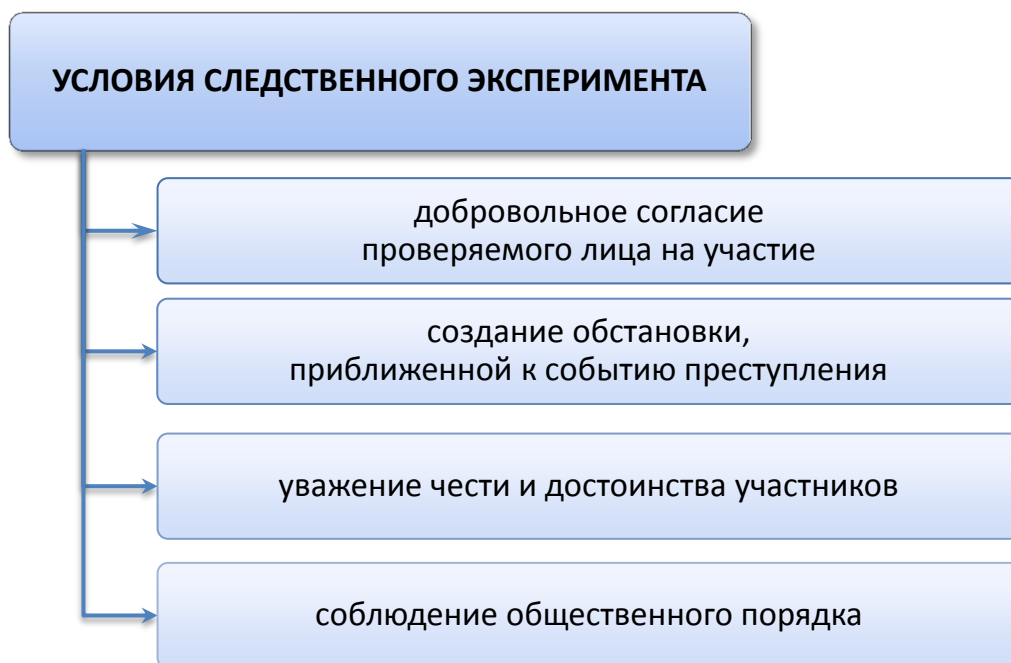 УСЛОВИЯ СЛЕДСТВЕННОГО ЭКСПЕРИМЕНТА
добровольное согласие
проверяемого лица на участие
создание обстановки,
приближенной к событию преступления
уважение чести и достоинства участников
соблюдение общественного порядка